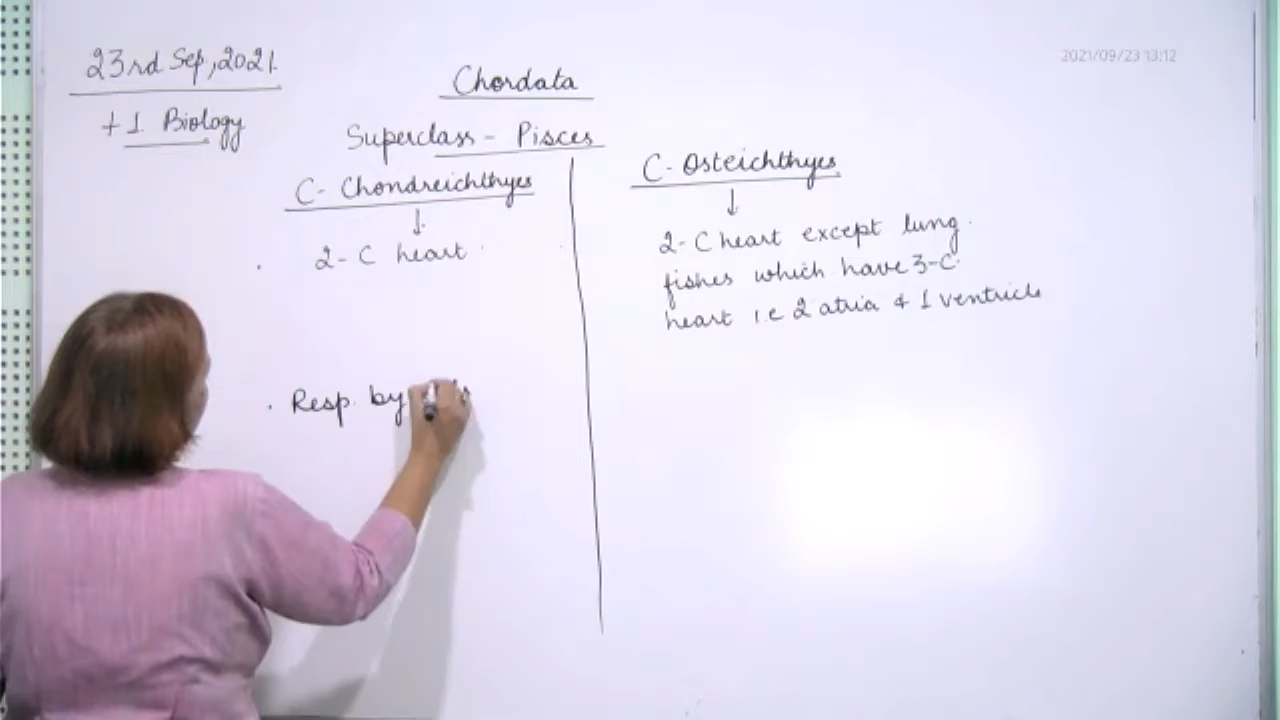 23rd Sep, 2021.
+1 Biology
2021/09/23 13:12
Chordata
Superclass - Pisces
C- Chondreichthyes
2- C heart
. Resp. by
C- Osteichthyes
2- C heart except lung
fishes which have 3-C
heart i.e 2 atria & 1 ventricle